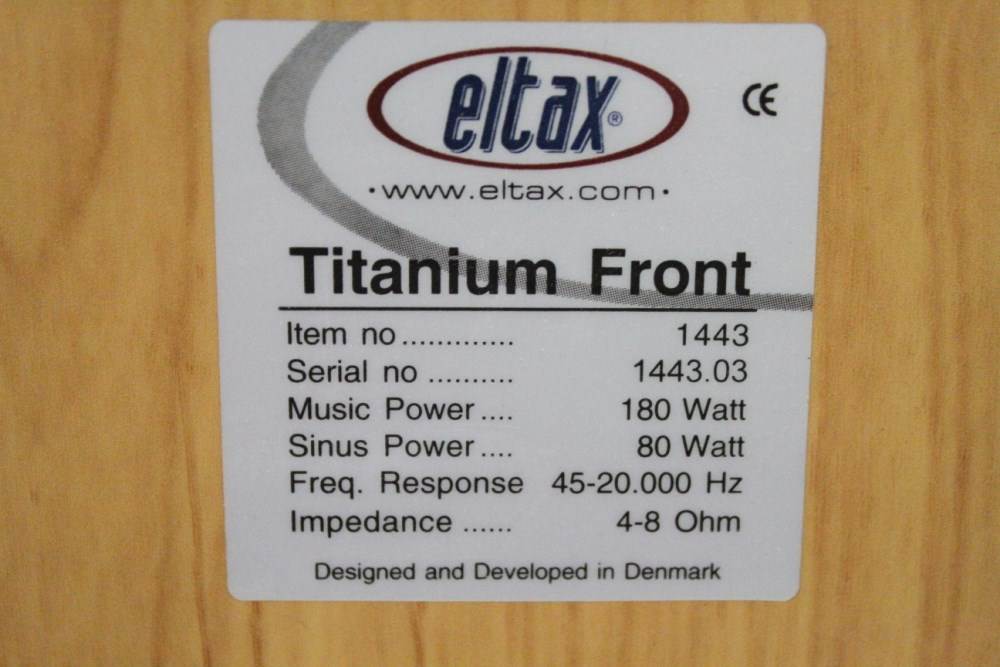 eltax®
CE
·www.eltax.com·
Titanium Front
Item no............. 1443
Serial no .......... 1443.03
Music Power.... 180 Watt
Sinus Power.... 80 Watt
Freq. Response 45-20.000 Hz
Impedance ...... 4-8 Ohm
Designed and Developed in Denmark